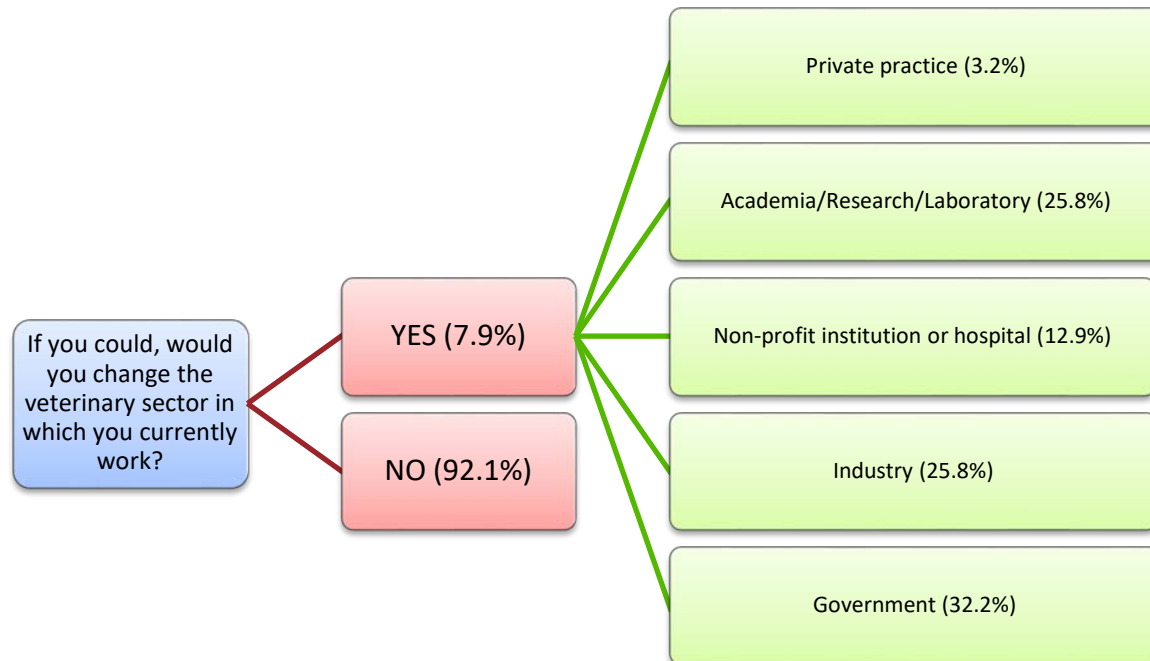 If you could, would
you change the
veterinary sector in
which you currently
work?
YES (7.9%)
NO (92.1%)
Private practice (3.2%)
Academia/Research/Laboratory (25.8%)
Non-profit institution or hospital (12.9%)
Industry (25.8%)
Government (32.2%)